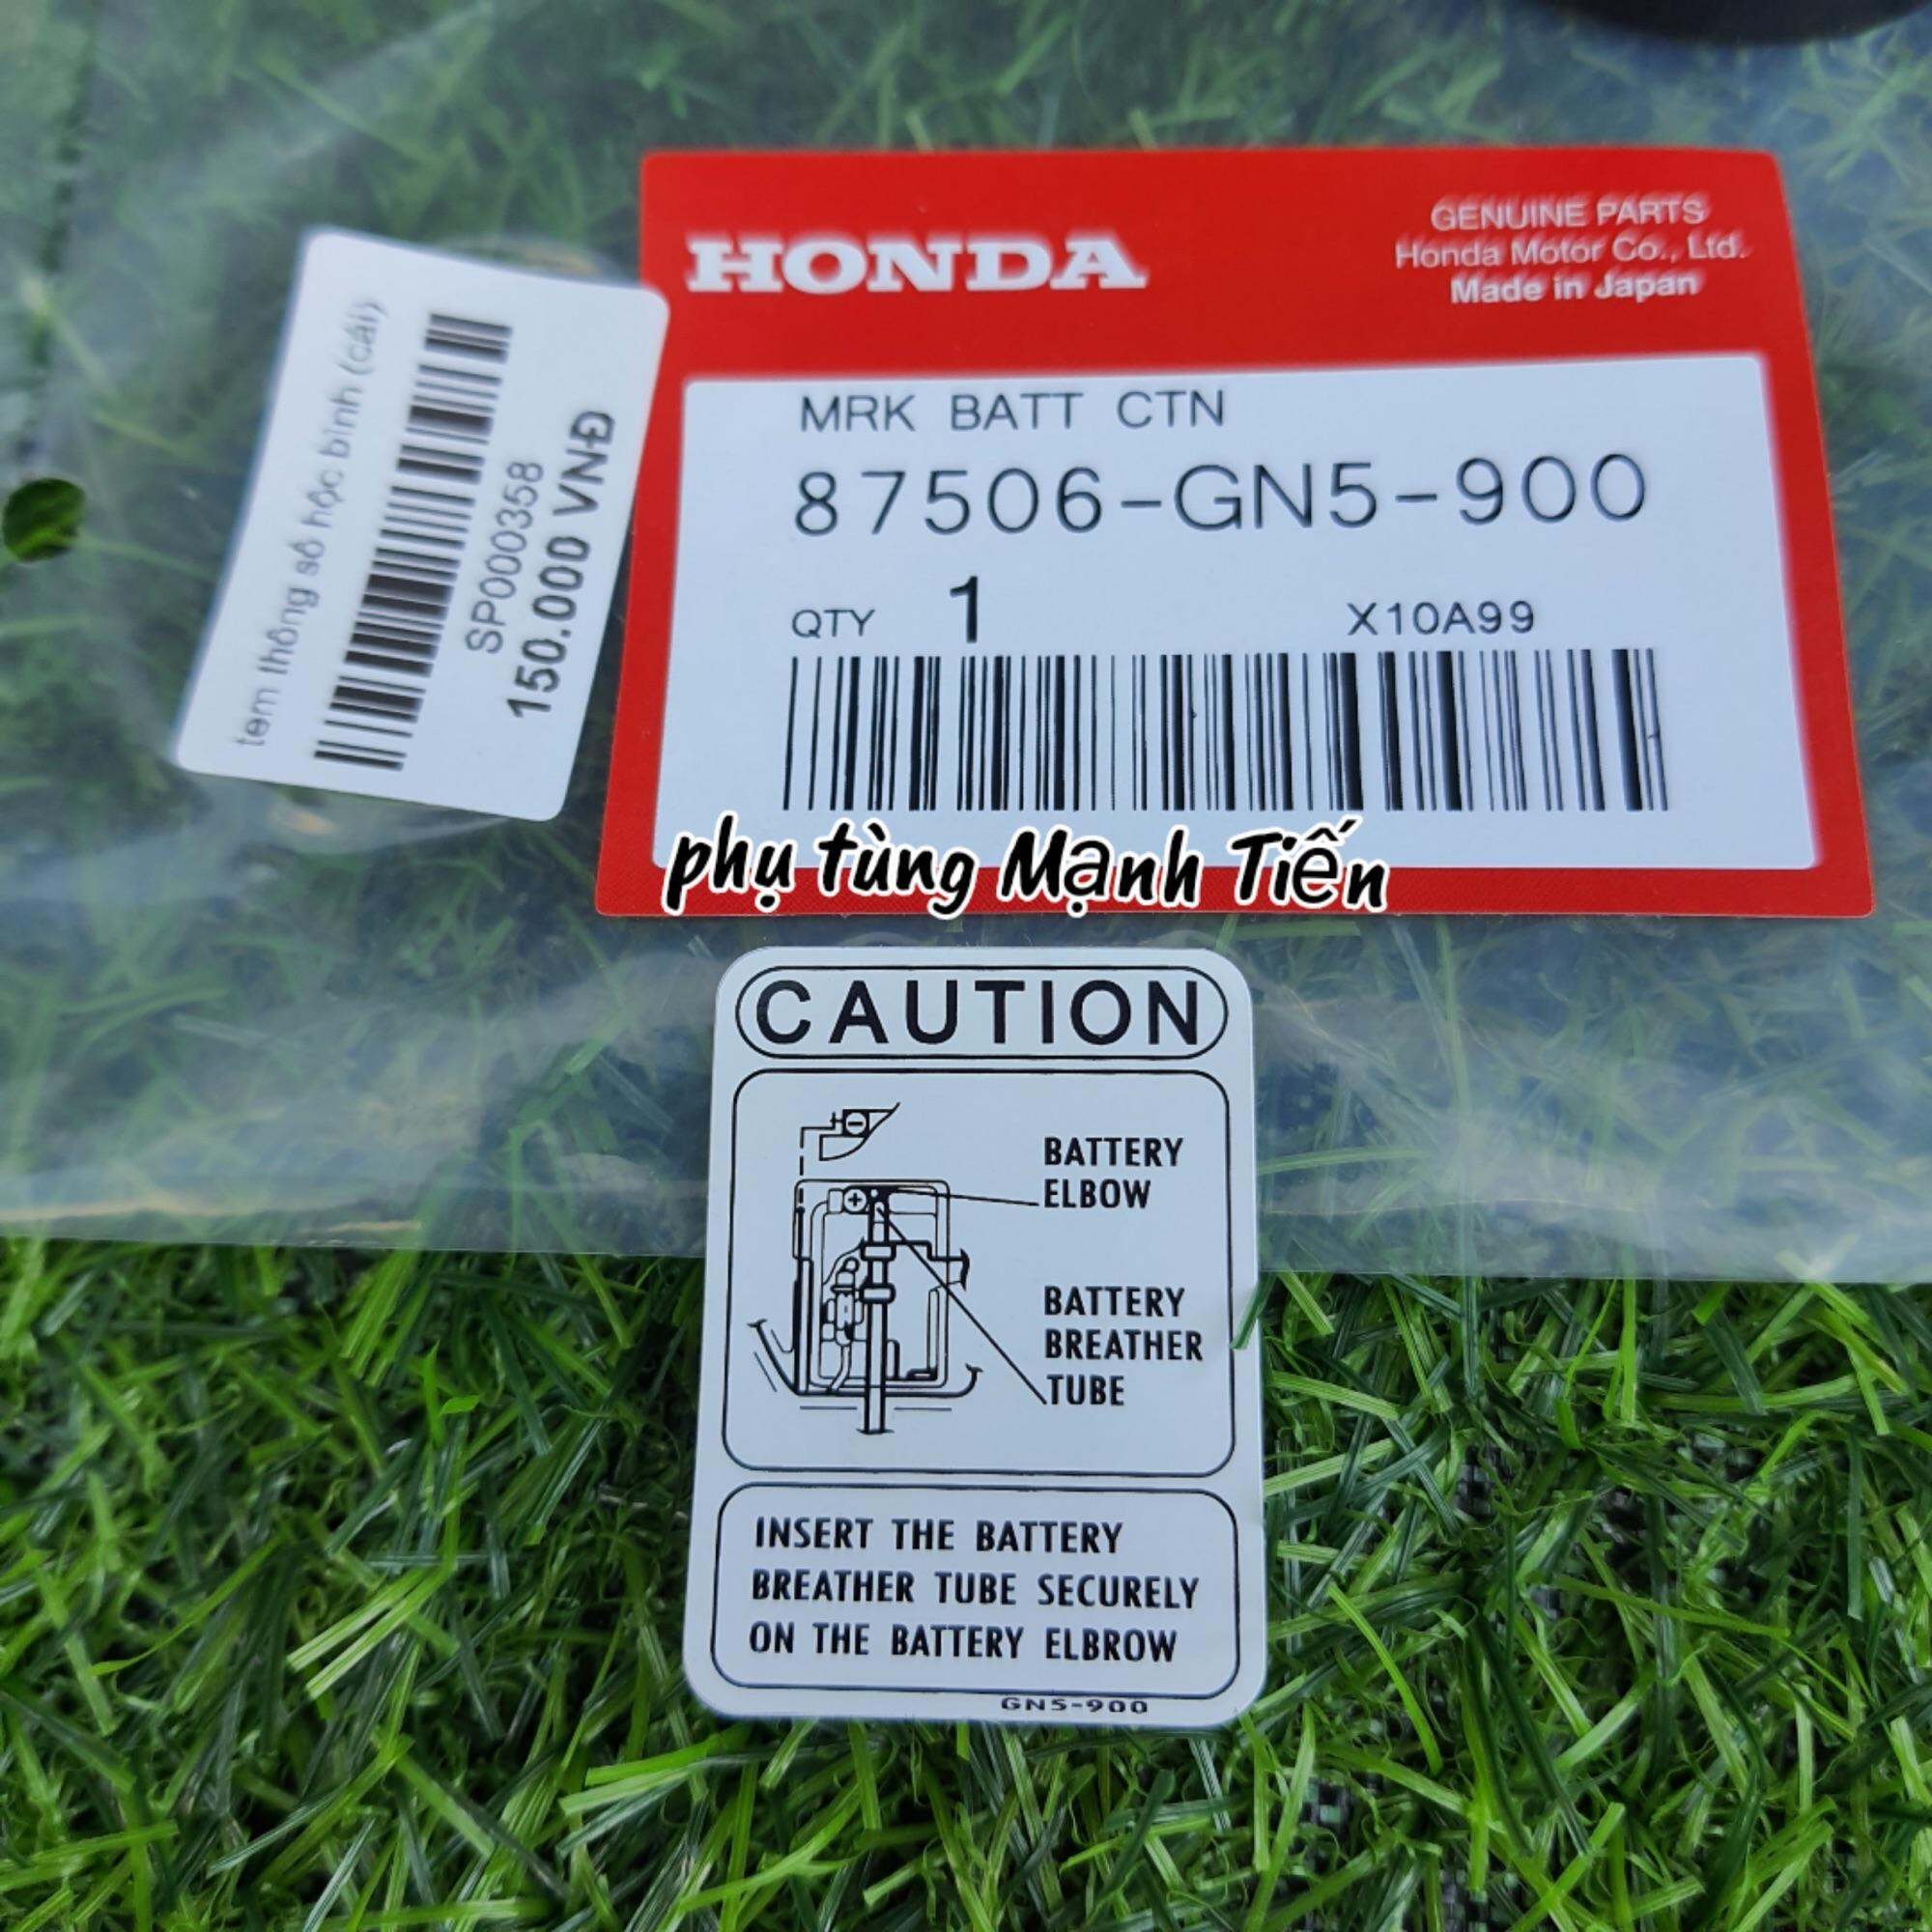 HONDA
GENUINE PARTS
Honda Motor Co., Ltd.
Made in Japan
MRK BATT CTN
87506-GN5-900
QTY 1 X10A99
tem thông số hộc bình (cái)
SP000358
150.000 VNĐ
phụ tùng Mạnh Tiến
CAUTION
BATTERY
ELBOW
BATTERY
BREATHER
TUBE
INSERT THE BATTERY
BREATHER TUBE SECURELY
ON THE BATTERY ELBROW
GN5-900